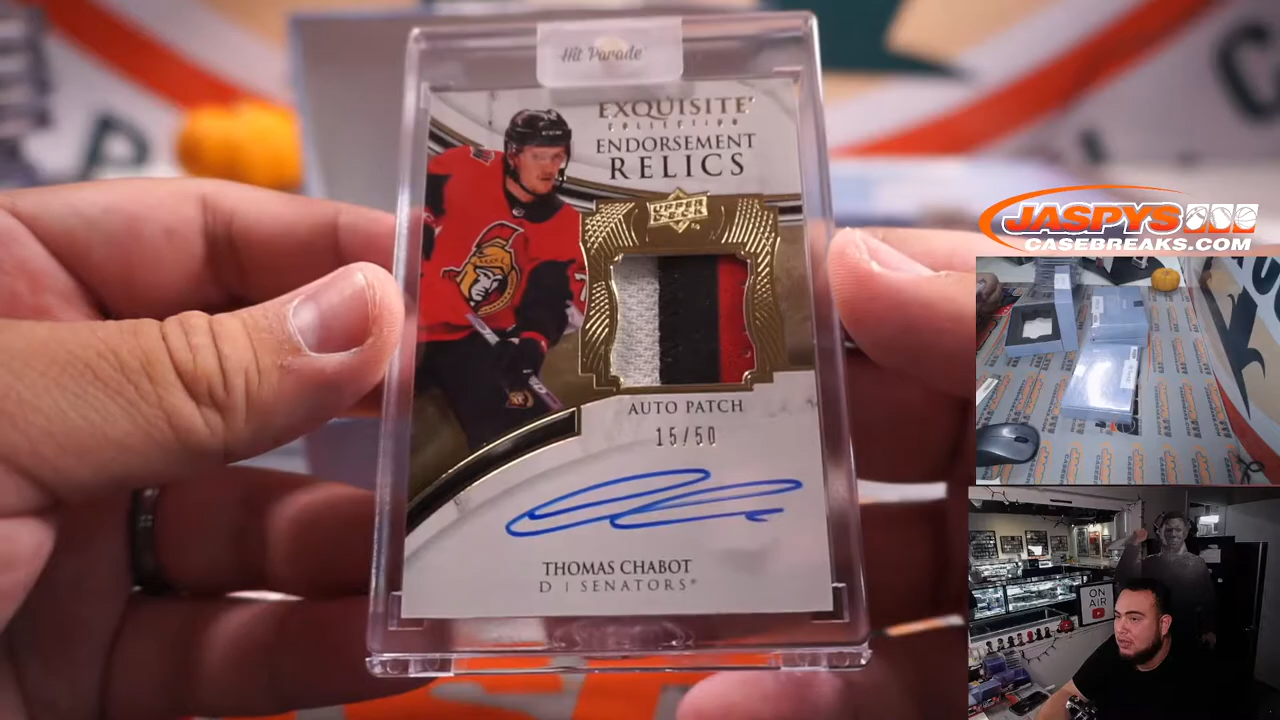 Hit Parade
EXQUISITE
COLLECTION
ENDORSEMENT
RELICS
UPPER
DECK
AUTO PATCH
15/50
THOMAS CHABOT
D | SENATORS®
JASPYS
CASEBREAKS.COM
ON
AIR